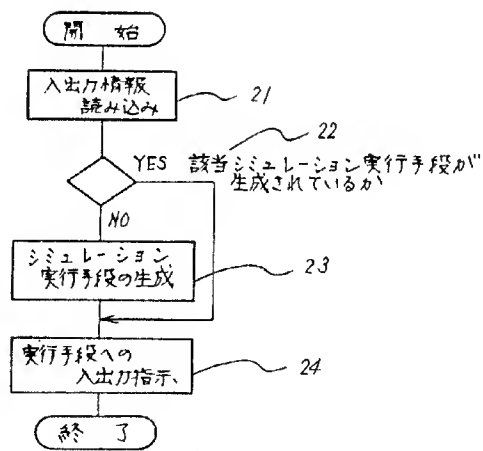 開 始
入出力情報
読み込み
21
22
YES 該当シミュレーション実行手段が
生成されているか
NO
シミュレーション
実行手段の生成
23
実行手段への
入出力指示
24
終 了